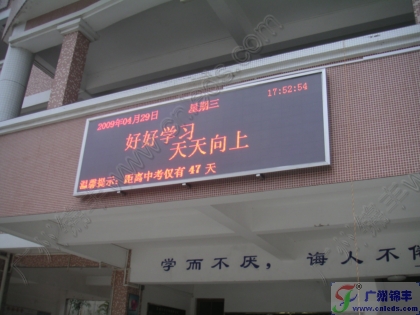 2009年04月29日 星期三 17:52:54
好好学习
天天向上
温馨提示：距离中考仅有 47 天
学而不厌，诲人不
广州锦丰
www.caleds.com